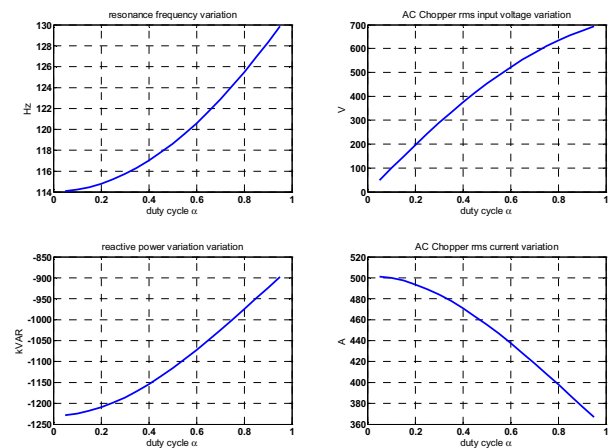 resonance frequency variation
130
128
126
124
122
120
118
116
114
Hz
0 0.2 0.4 0.6 0.8 1
duty cycle α
AC Chopper rms input voltage variation
700
600
500
400
300
200
100
0
V
0 0.2 0.4 0.6 0.8 1
duty cycle α
reactive power variation variation
-850
-900
-950
-1000
-1050
-1100
-1150
-1200
-1250
kVAR
0 0.2 0.4 0.6 0.8 1
duty cycle α
AC Chopper rms current variation
520
500
480
460
440
420
400
380
360
A
0 0.2 0.4 0.6 0.8 1
duty cycle α